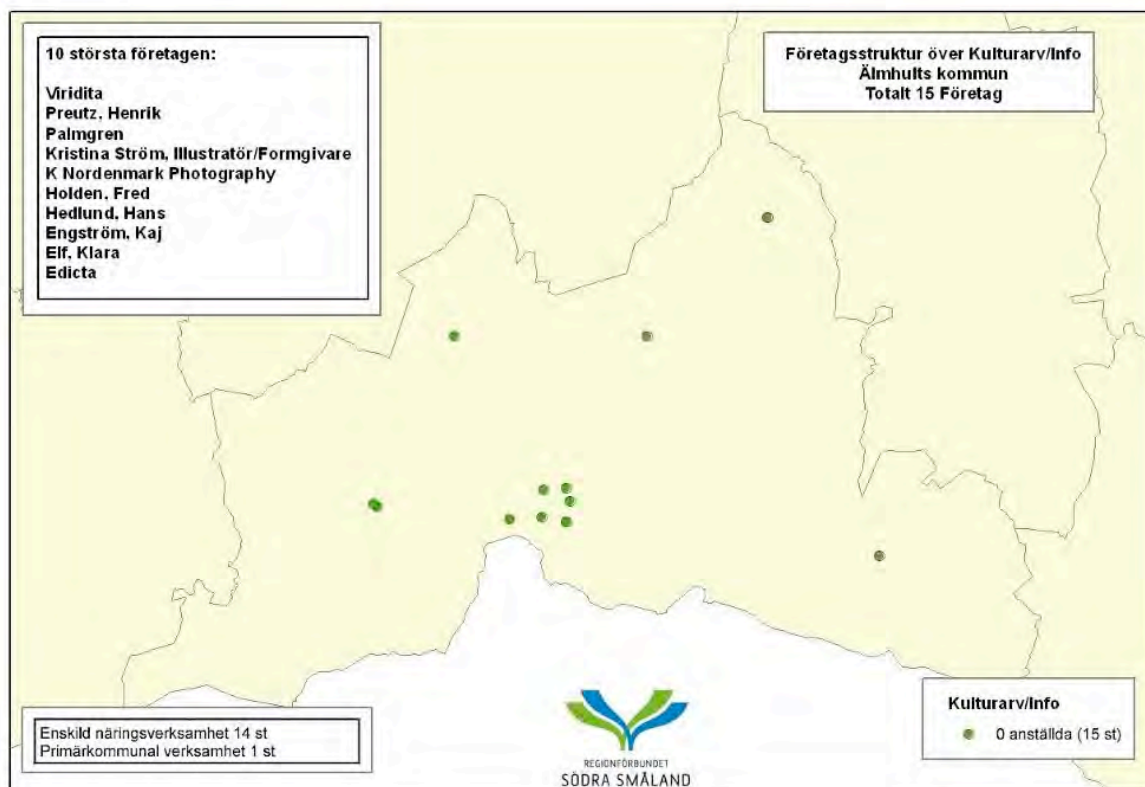 10 största företagen:
Viridita
Preutz, Henrik
Palmgren
Kristina Ström, Illustratör/Formgivare
K Nordenmark Photography
Holden, Fred
Hedlund, Hans
Engström, Kaj
Elf, Klara
Edicta
Företagsstruktur över Kulturarv/Info
Älmhults kommun
Totalt 15 Företag
Enskild näringsverksamhet 14 st
Primärkommunal verksamhet 1 st
REGIONFÖRBUNDET
SÖDRA SMÅLAND
Kulturarv/Info
0 anställda (15 st)